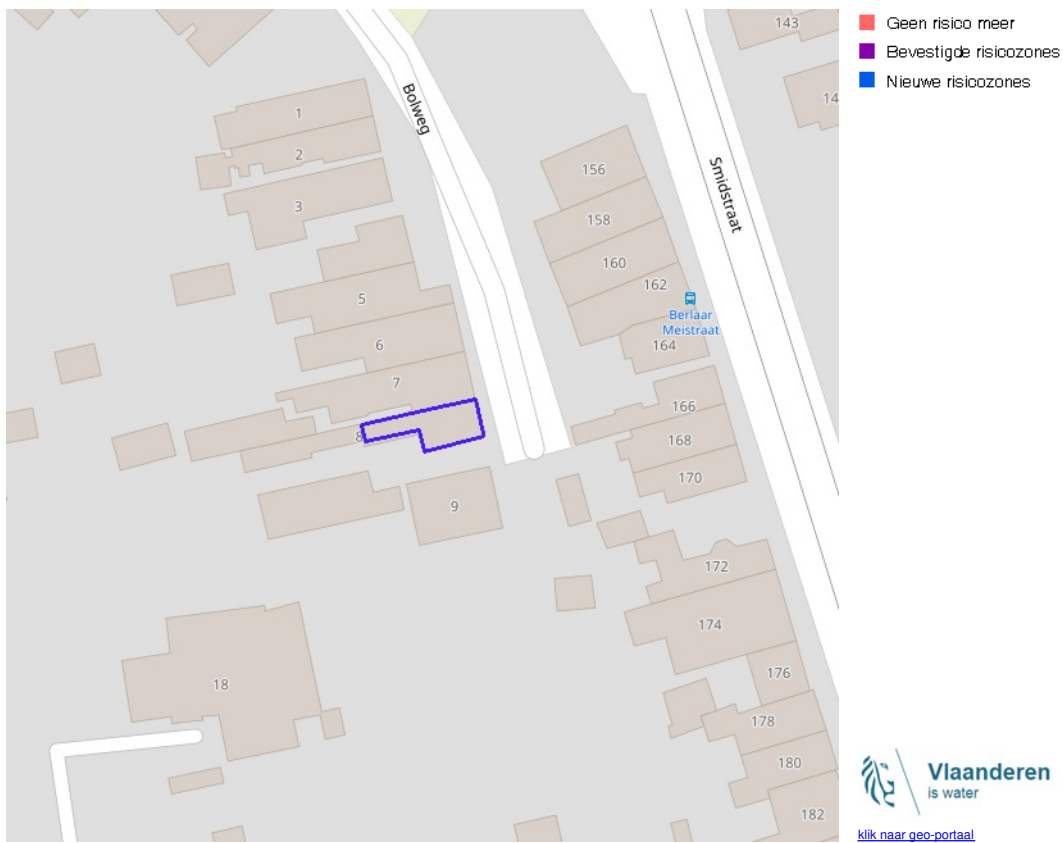 143
14
Geen risico meer
Bevestigde risicozones
Nieuwe risicozones
Bolweg
Smidstraat
1
2
3
5
6
7
8
9
156
158
160
162
Berlaar
Meistraat
164
166
168
170
172
174
176
178
180
182
18
Vlaanderen
is water
klik naar geo-portaal